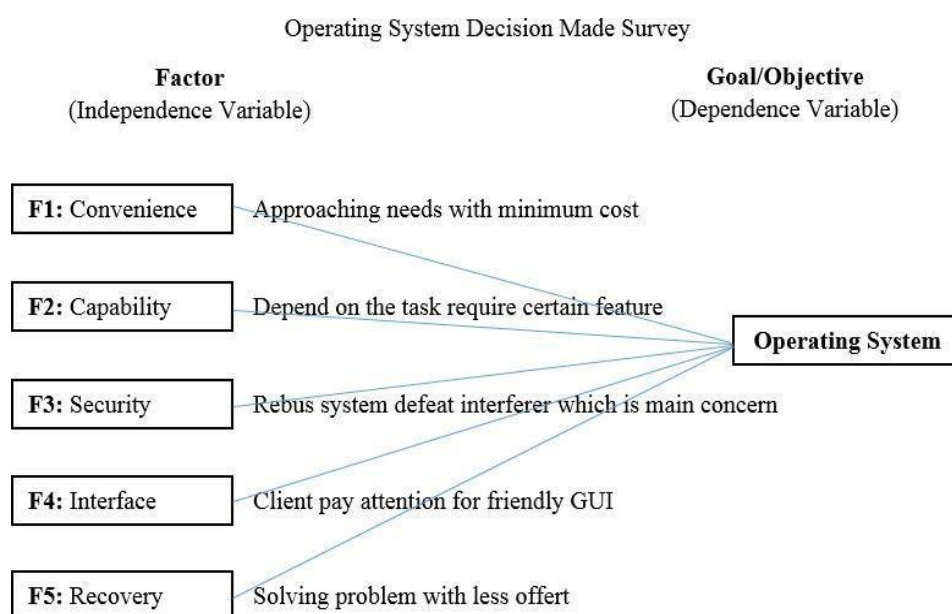 Operating System Decision Made Survey
Factor
(Independence Variable)
Goal/Objective
(Dependence Variable)
F1: Convenience
Approaching needs with minimum cost
F2: Capability
Depend on the task require certain feature
Operating System
F3: Security
Rebus system defeat interferer which is main concern
F4: Interface
Client pay attention for friendly GUI
F5: Recovery
Solving problem with less offert